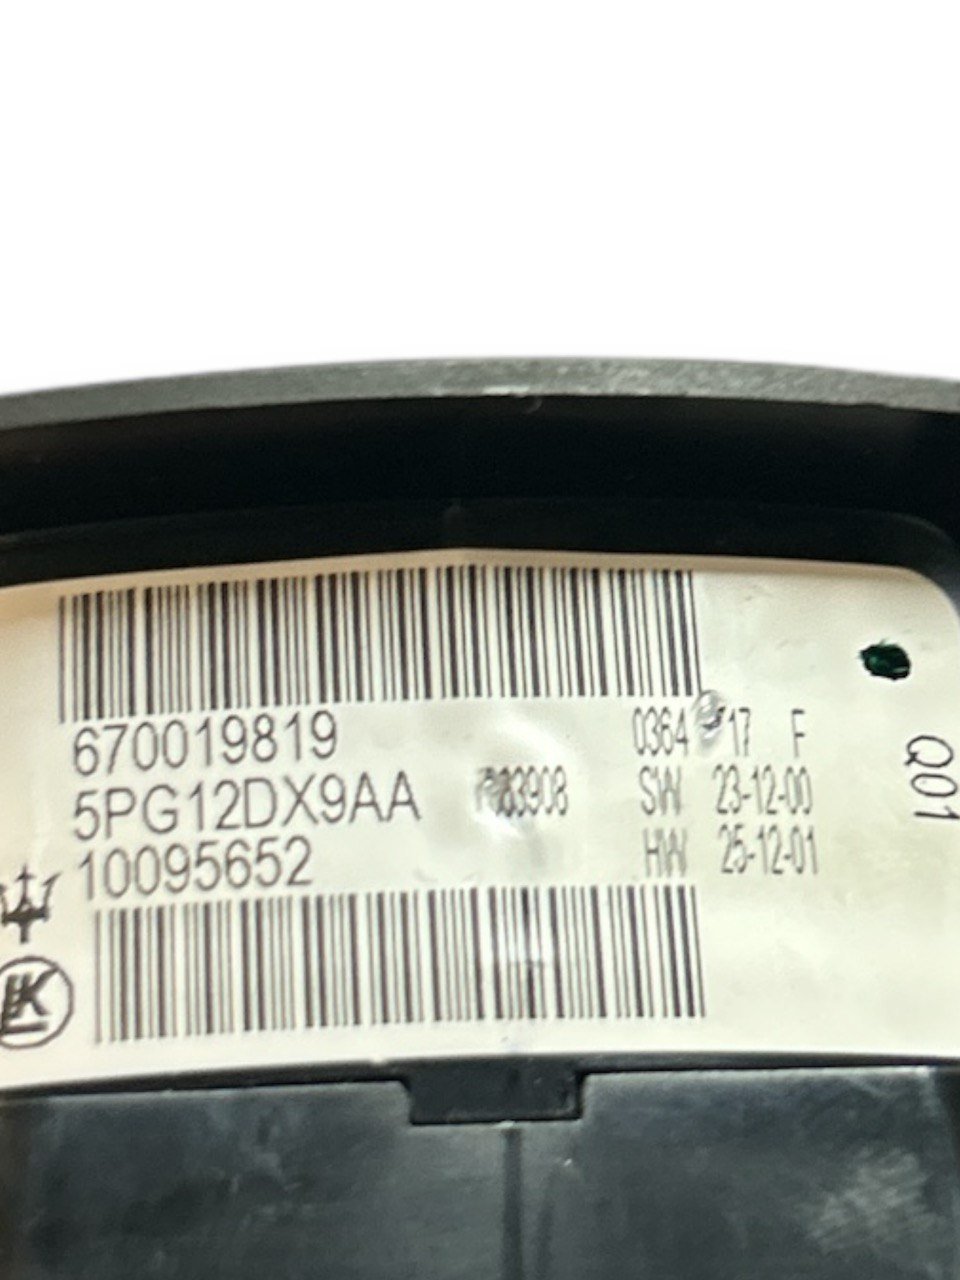 670019819
0364 17 F
5PG12DX9AA
SW 23-12-00
10095652
HW 25-12-01
Q01